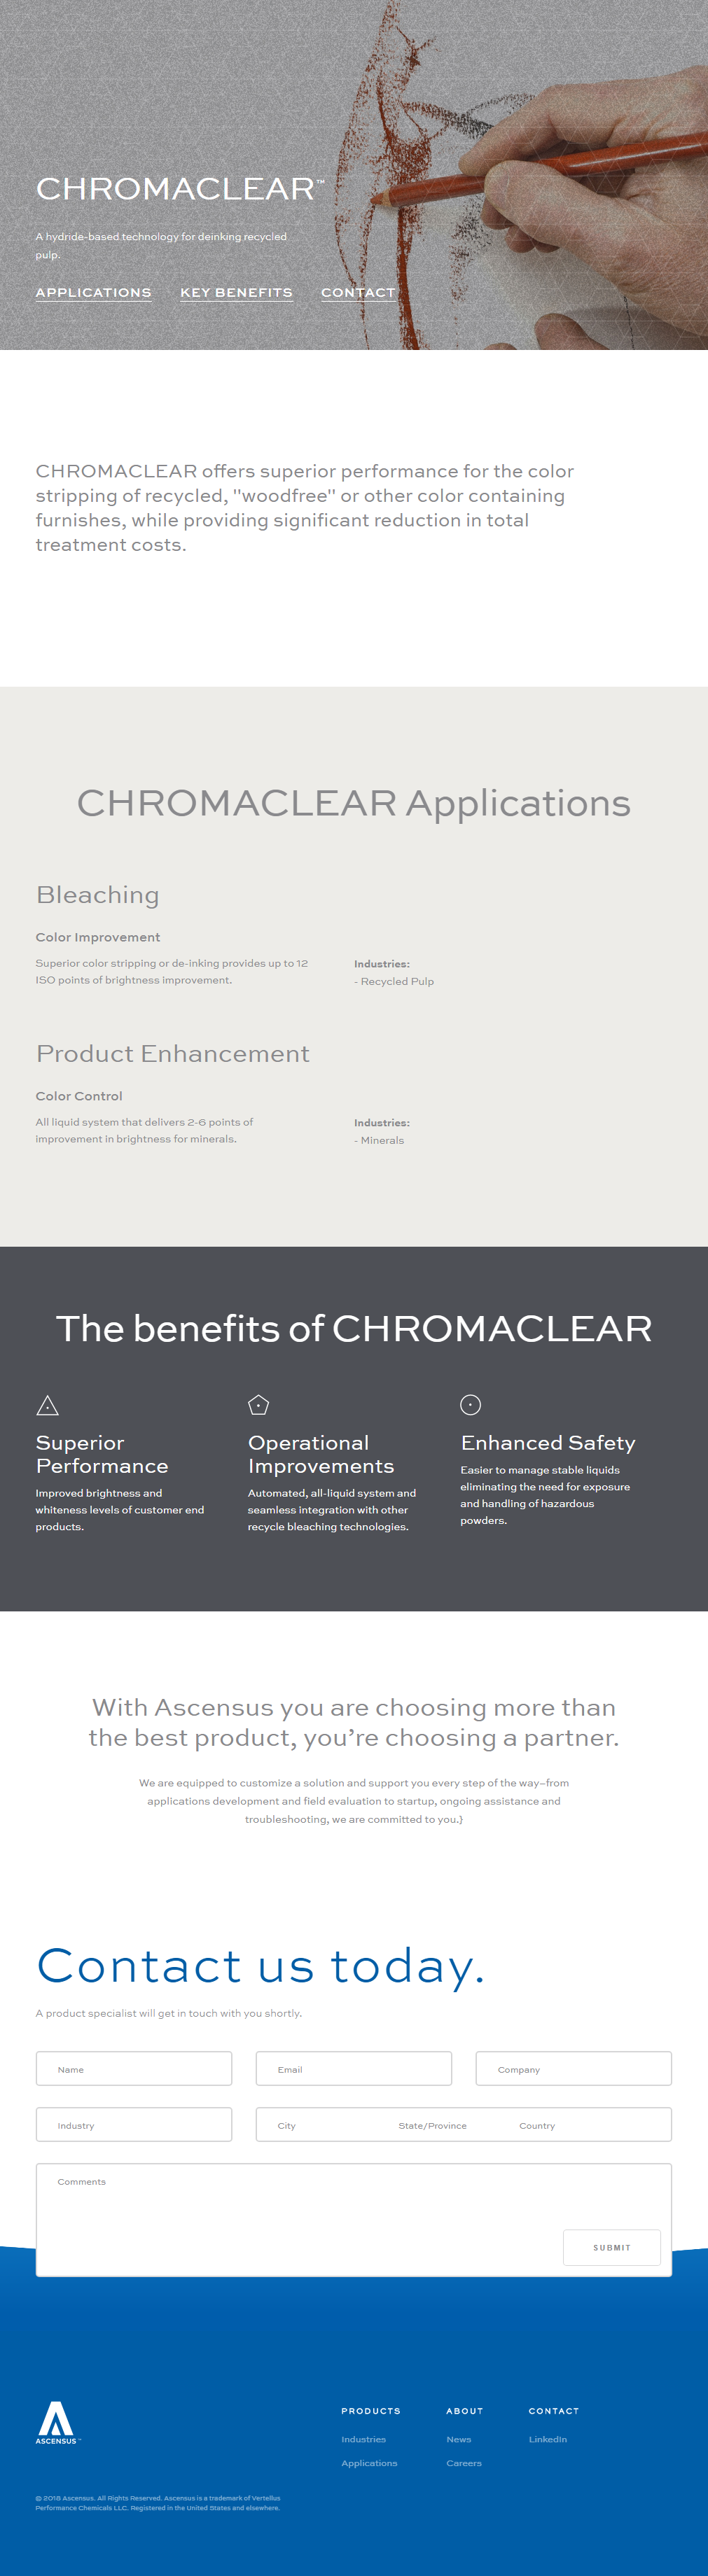 CHROMACLEAR™
A hydride-based technology for deinking recycled
pulp.
APPLICATIONS KEY BENEFITS CONTACT
CHROMACLEAR offers superior performance for the color
stripping of recycled, "woodfree" or other color containing
furnishes, while providing significant reduction in total
treatment costs.
CHROMACLEAR Applications
Bleaching
Color Improvement
Superior color stripping or de-inking provides up to 12
ISO points of brightness improvement.
Industries:
- Recycled Pulp
Product Enhancement
Color Control
All liquid system that delivers 2-6 points of
improvement in brightness for minerals.
Industries:
- Minerals
The benefits of CHROMACLEAR
Superior
Performance
Improved brightness and
whiteness levels of customer end
products.
Operational
Improvements
Automated, all-liquid system and
seamless integration with other
recycle bleaching technologies.
Enhanced Safety
Easier to manage stable liquids
eliminating the need for exposure
and handling of hazardous
powders.
With Ascensus you are choosing more than
the best product, you’re choosing a partner.
We are equipped to customize a solution and support you every step of the way–from
applications development and field evaluation to startup, ongoing assistance and
troubleshooting, we are committed to you.}
Contact us today.
A product specialist will get in touch with you shortly.
Name Email Company
Industry City State/Province Country
Comments
SUBMIT
ASCENSUS™
PRODUCTS
Industries
Applications
ABOUT
News
Careers
CONTACT
LinkedIn
© 2018 Ascensus. All Rights Reserved. Ascensus is a trademark of Vertellus
Performance Chemicals LLC. Registered in the United States and elsewhere.